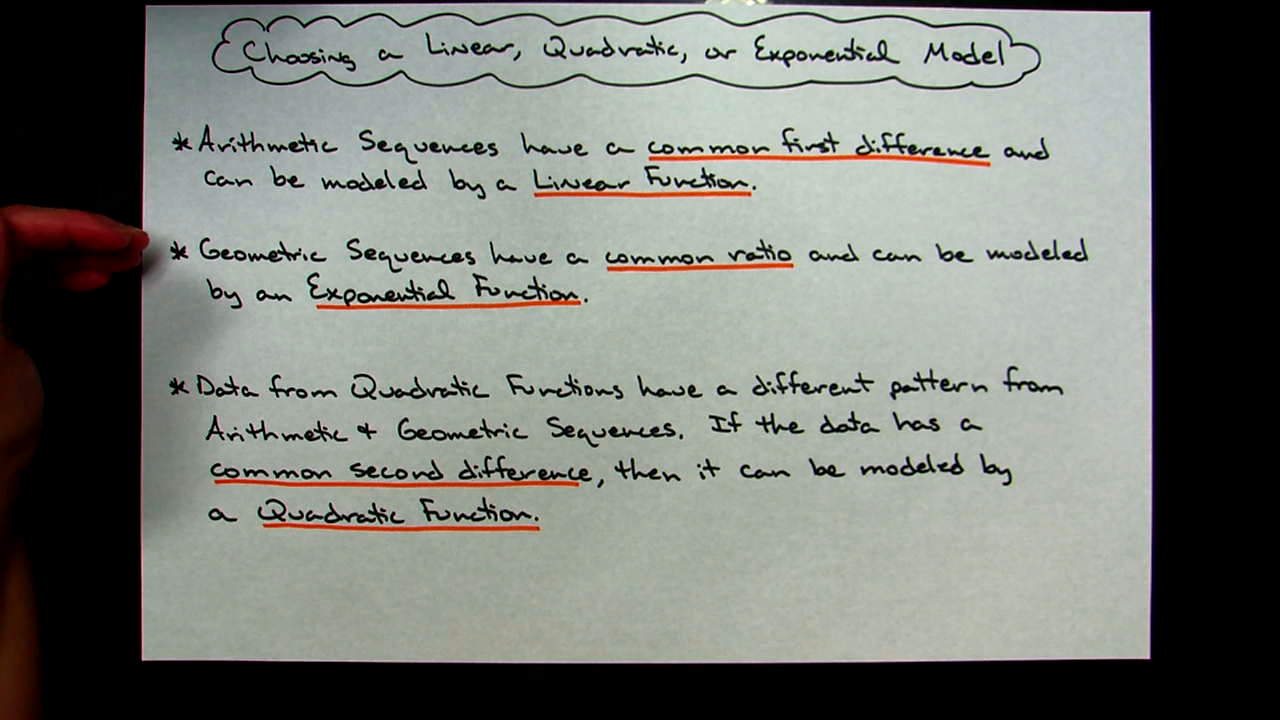 Choosing a Linear, Quadratic, or Exponential Model
* Arithmetic Sequences have a common first difference and
can be modeled by a Linear Function.
* Geometric Sequences have a common ratio and can be modeled
by an Exponential Function.
* Data from Quadratic Functions have a different pattern from
Arithmetic + Geometric Sequences. If the data has a
common second difference, then it can be modeled by
a Quadratic Function.